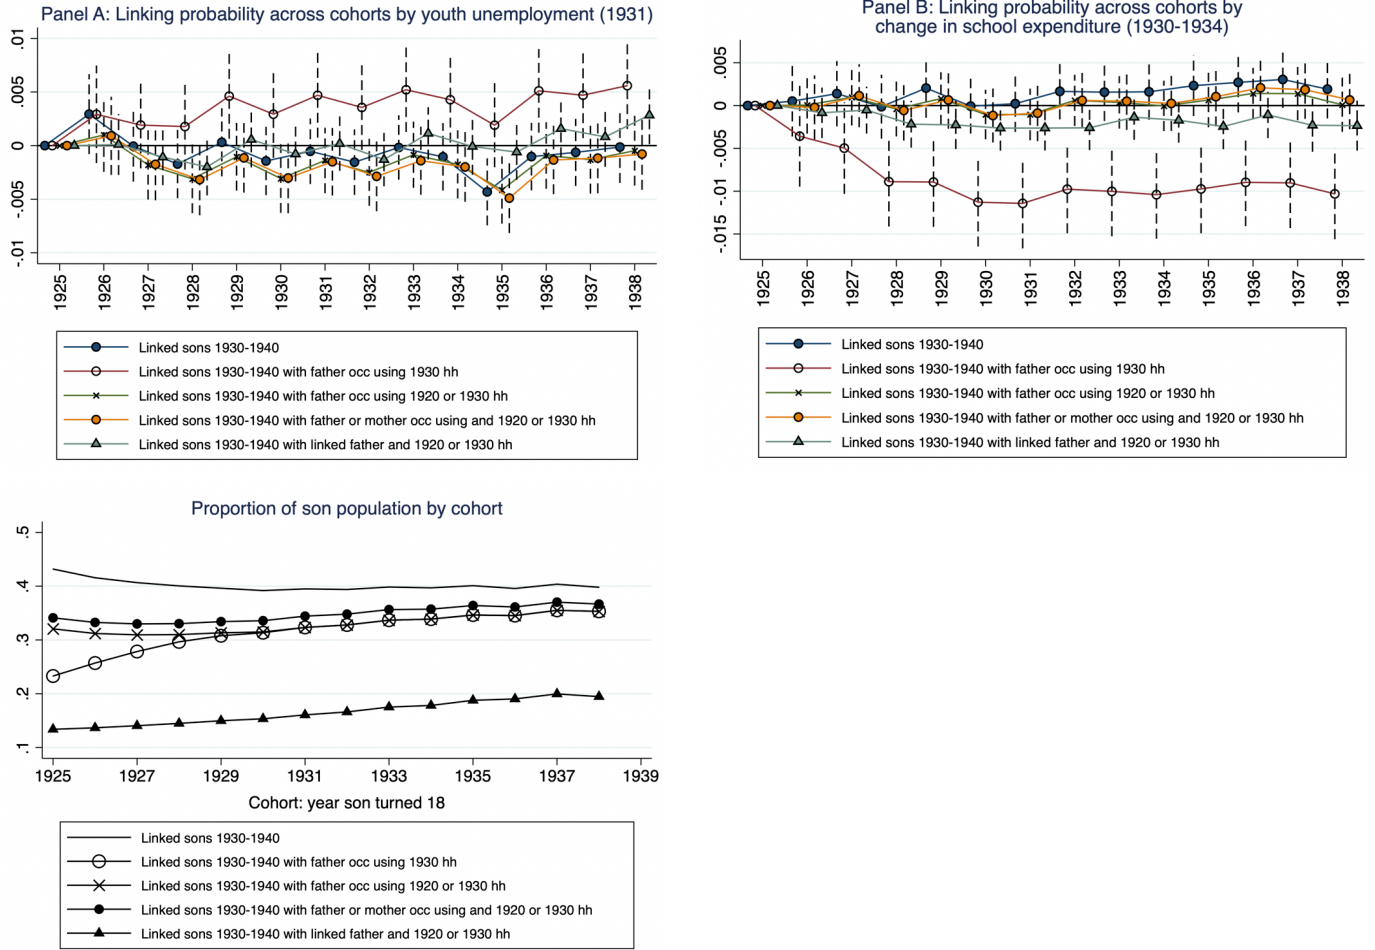 Panel A: Linking probability across cohorts by youth unemployment (1931)
.01
.005
0
-.005
-.01
1925
1926
1927
1928
1929
1930
1931
1932
1933
1934
1935
1936
1937
1938
Linked sons 1930-1940
Linked sons 1930-1940 with father occ using 1930 hh
Linked sons 1930-1940 with father occ using 1920 or 1930 hh
Linked sons 1930-1940 with father or mother occ using and 1920 or 1930 hh
Linked sons 1930-1940 with linked father and 1920 or 1930 hh
Panel B: Linking probability across cohorts by
change in school expenditure (1930-1934)
.005
0
-.005
-.01
-.015
1925
1926
1927
1928
1929
1930
1931
1932
1933
1934
1935
1936
1937
1938
Linked sons 1930-1940
Linked sons 1930-1940 with father occ using 1930 hh
Linked sons 1930-1940 with father occ using 1920 or 1930 hh
Linked sons 1930-1940 with father or mother occ using and 1920 or 1930 hh
Linked sons 1930-1940 with linked father and 1920 or 1930 hh
Proportion of son population by cohort
.5
.4
.3
.2
.1
1925 1927 1929 1931 1933 1935 1937 1939
Cohort: year son turned 18
Linked sons 1930-1940
Linked sons 1930-1940 with father occ using 1930 hh
Linked sons 1930-1940 with father occ using 1920 or 1930 hh
Linked sons 1930-1940 with father or mother occ using and 1920 or 1930 hh
Linked sons 1930-1940 with linked father and 1920 or 1930 hh